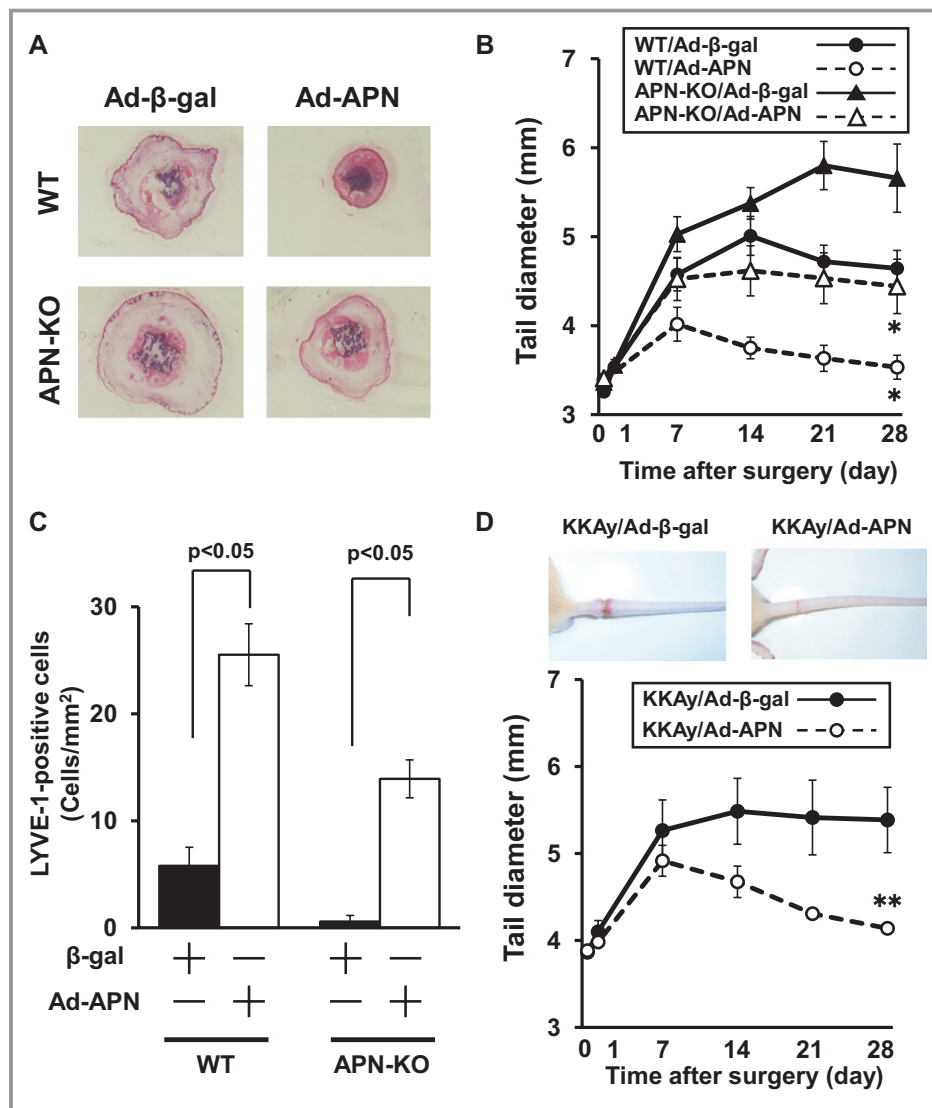 A
Ad-β-gal Ad-APN
WT
APN-KO
B
WT/Ad-β-gal
WT/Ad-APN
APN-KO/Ad-β-gal
APN-KO/Ad-APN
Tail diameter (mm)
7
6
5
4
3
*
*
0 1 7 14 21 28
Time after surgery (day)
C
p<0.05 p<0.05
LYVE-1-positive cells
(Cells/mm²)
30
20
10
0
β-gal + — + —
Ad-APN — + — +
WT APN-KO
D
KKAy/Ad-β-gal KKAy/Ad-APN
KKAy/Ad-β-gal
KKAy/Ad-APN
Tail diameter (mm)
7
6
5
4
3
**
0 1 7 14 21 28
Time after surgery (day)